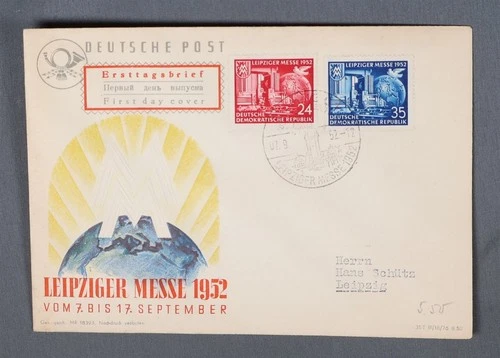 DEUTSCHE POST
Ersttagsbrief
Первый день выпуска
First day cover
LEIPZIGER MESSE 1952
24
DEUTSCHE
DEMOKRATISCHE REPUBLIK
LEIPZIGER MESSE 1952
35
DEUTSCHE
DEMOKRATISCHE REPUBLIK
LEIPZIGER MESSE 1952
Herrn
Hans Schütz
Leipzig
LEIPZIGER MESSE 1952
VOM 7. BIS 17. SEPTEMBER